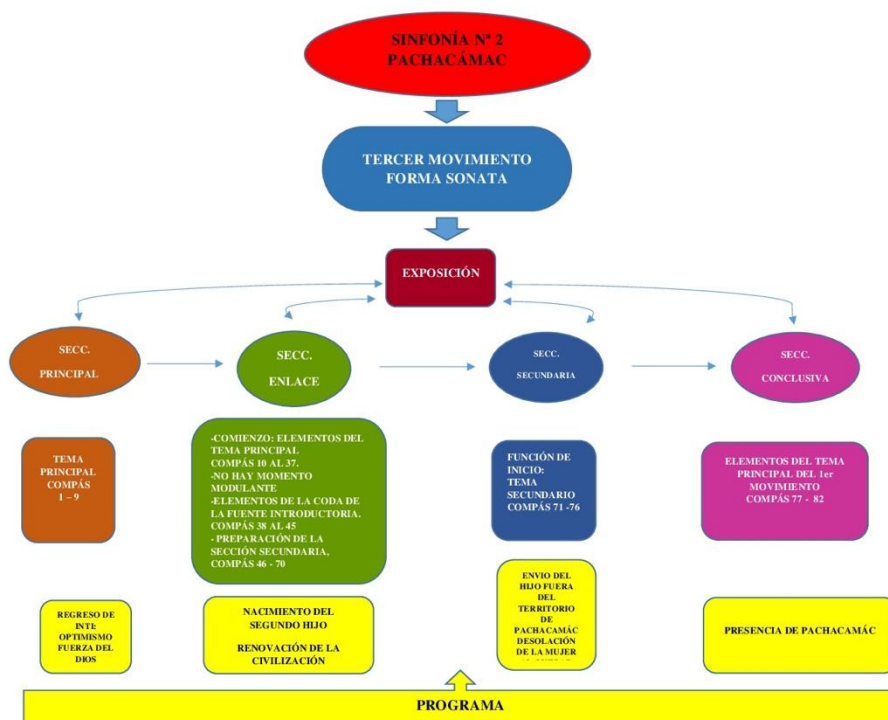 SINFONÍA Nº 2
PACHACÁMAC
TERCER MOVIMIENTO
FORMA SONATA
EXPOSICIÓN
SECC.
PRINCIPAL
SECC.
ENLACE
SECC.
SECUNDARIA
SECC.
CONCLUSIVA
TEMA
PRINCIPAL
COMPÁS
1 – 9
-COMIENZO: ELEMENTOS DEL
TEMA PRINCIPAL
COMPÁS 10 AL 37.
-NO HAY MOMENTO
MODULANTE
-ELEMENTOS DE LA CODA DE
LA FUENTE INTRODUCTORIA.
COMPÁS 38 AL 45
- PREPARACIÓN DE LA
SECCIÓN SECUNDARIA,
COMPÁS 46 - 70
FUNCIÓN DE
INICIO:
TEMA
SECUNDARIO
COMPÁS 71 -76
ELEMENTOS DEL TEMA
PRINCIPAL DEL 1er
MOVIMIENTO
COMPÁS 77 - 82
REGRESO DE
INTI:
OPTIMISMO
FUERZA DEL
DIOS
NACIMIENTO DEL
SEGUNDO HIJO
RENOVACIÓN DE LA
CIVILIZACIÓN
ENVIO DEL
HIJO FUERA
DEL
TERRITORIO
DE
PACHACAMÁC
DESOLACIÓN
DE LA MUJER
PRESENCIA DE PACHACAMÁC
PROGRAMA